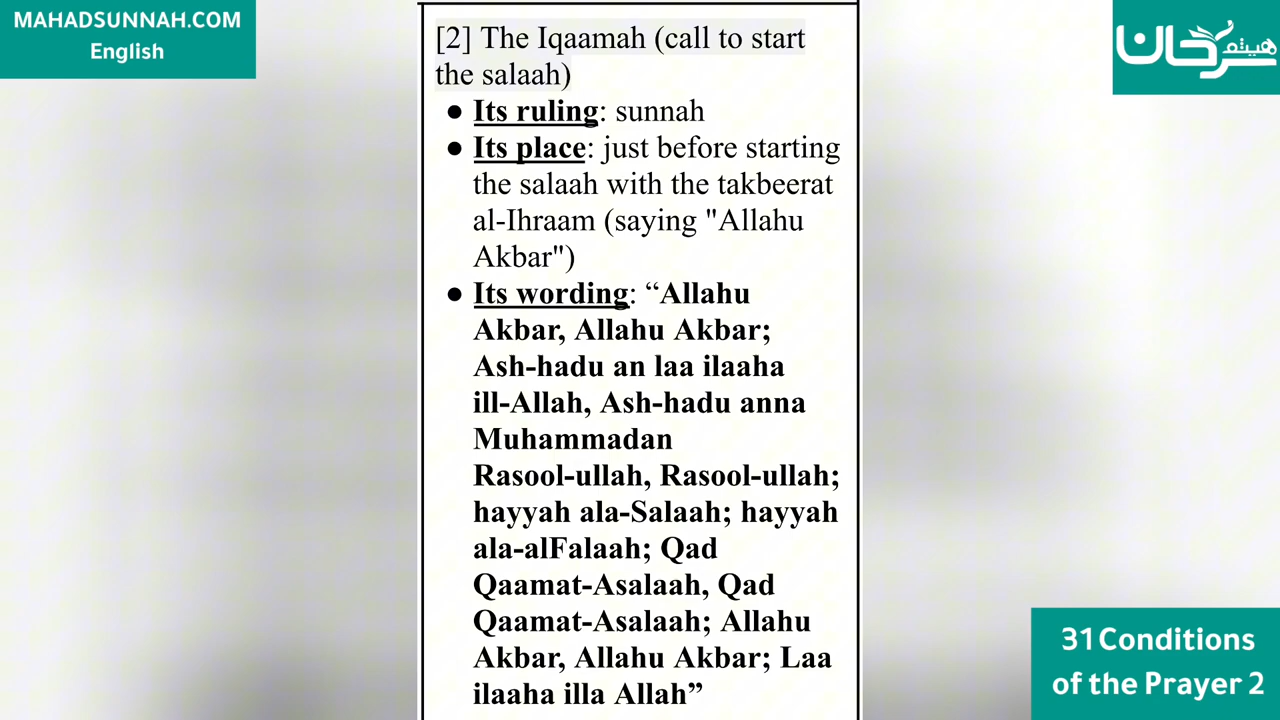 MAHADSUNNAH.COM
English
[2] The Iqaamah (call to start
the salaah)
● Its ruling: sunnah
● Its place: just before starting
the salaah with the takbeerat
al-Ihraam (saying "Allahu
Akbar")
● Its wording: “Allahu
Akbar, Allahu Akbar;
Ash-hadu an laa ilaaha
ill-Allah, Ash-hadu anna
Muhammadan
Rasool-ullah, Rasool-ullah;
hayyah ala-Salaah; hayyah
ala-alFalaah; Qad
Qaamat-Asalaah, Qad
Qaamat-Asalaah; Allahu
Akbar, Allahu Akbar; Laa
ilaaha illa Allah”
31 Conditions
of the Prayer 2